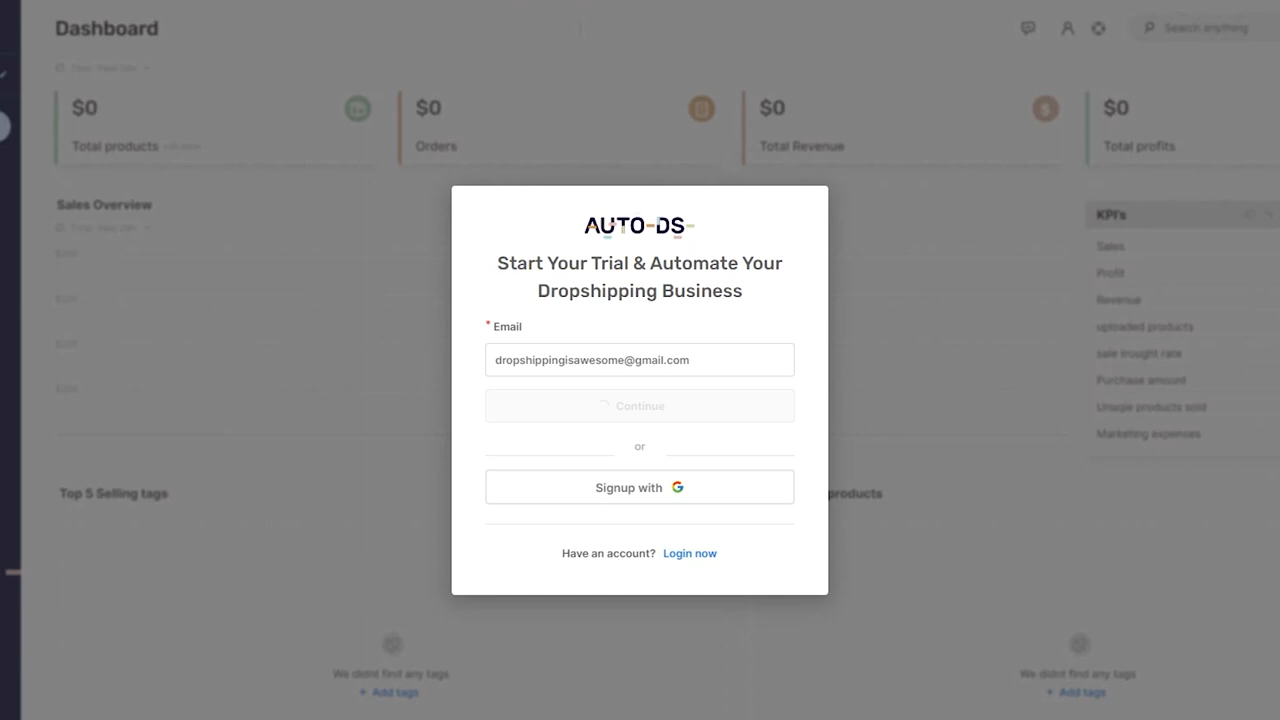 Dashboard
Search anything
$0
Total products
$0
Orders
$0
Total Revenue
$0
Total profits
Sales Overview
KPI's
Sales
Profit
Revenue
uploaded products
sale trought rate
Purchase amount
Unuqie products sold
Marketing expenses
AUTO-DS
Start Your Trial & Automate Your
Dropshipping Business
* Email
dropshippingisawesome@gmail.com
Continue
or
Signup with G
Have an account? Login now
Top 5 Selling tags
products
We didnt find any tags
+ Add tags
We didnt find any tags
+ Add tags